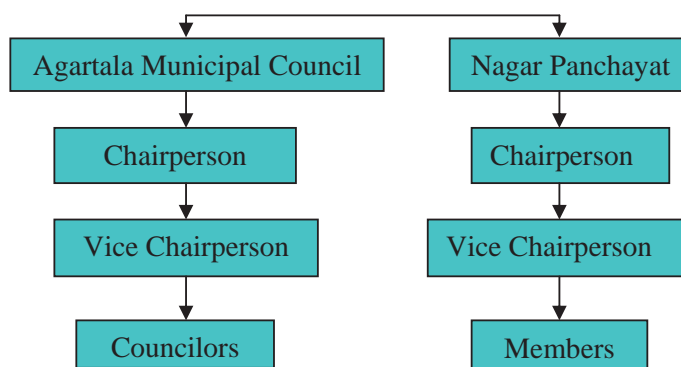 Agartala Municipal Council
Nagar Panchayat
Chairperson
Chairperson
Vice Chairperson
Vice Chairperson
Councilors
Members